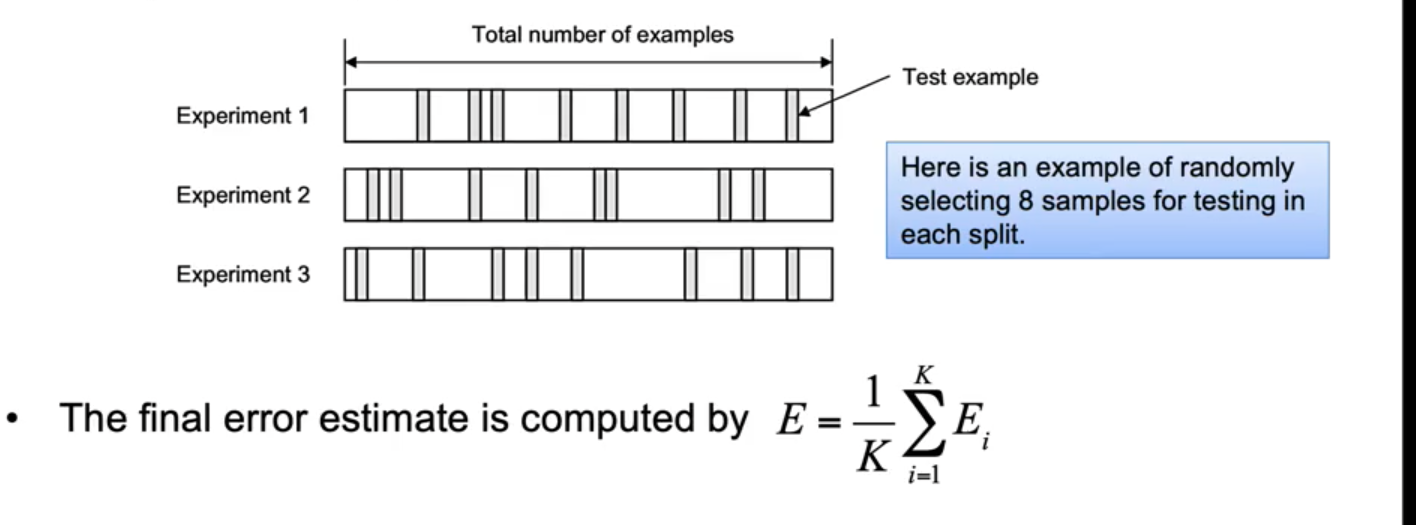 Total number of examples
Test example
Experiment 1
Here is an example of randomly
selecting 8 samples for testing in
each split.
Experiment 2
Experiment 3
• The final error estimate is computed by E = \frac{1}{K} \sum_{i=1}^{K} E_i